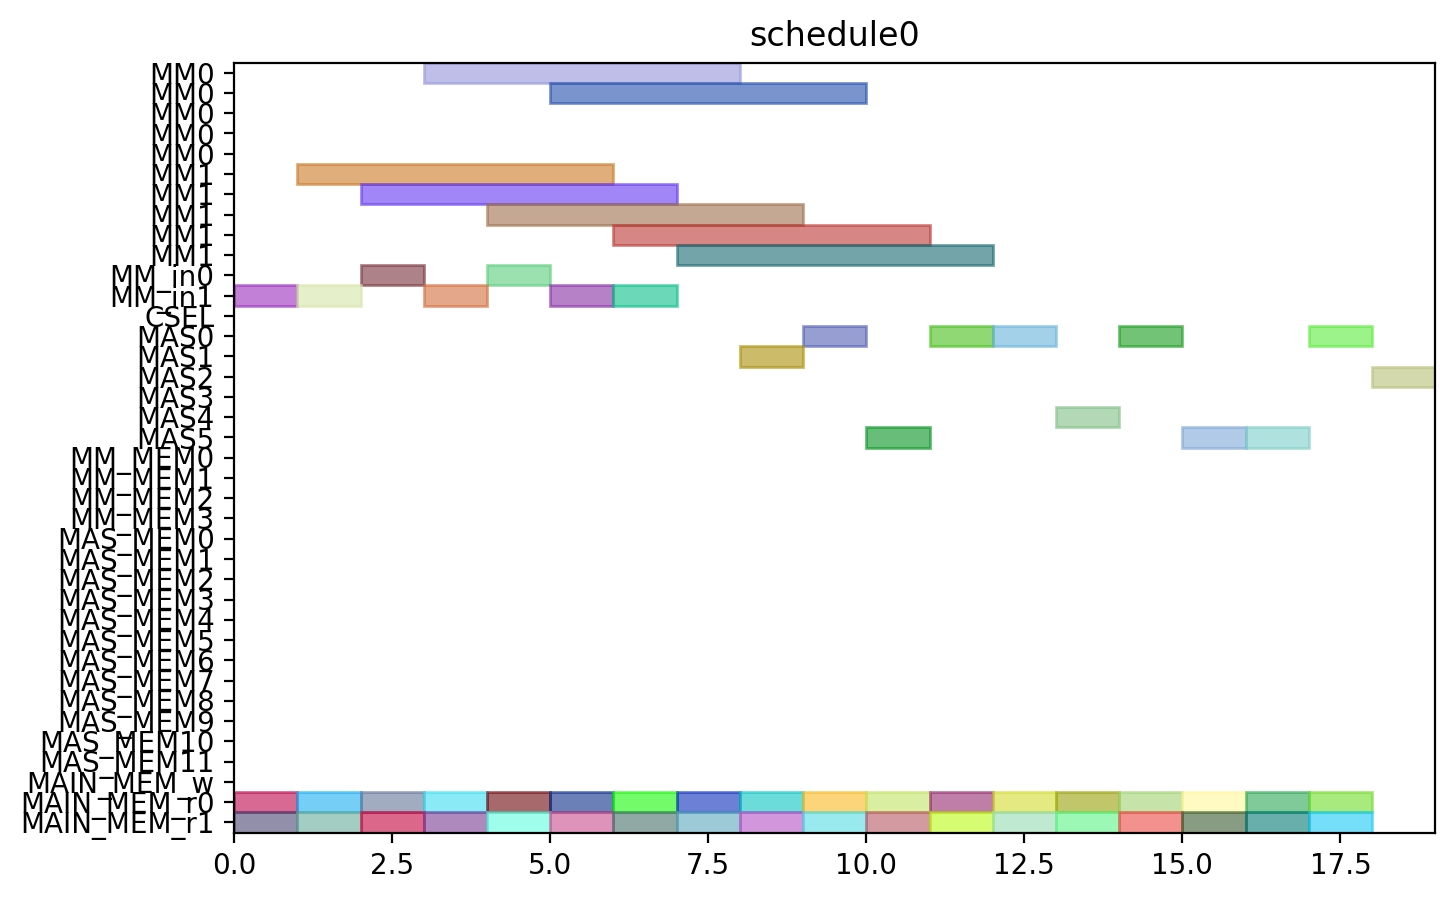 schedule0
MM0
MM0
MM0
MM0
MM0
MM1
MM1
MM1
MM1
MM1
MM_in0
MM_in1
CSEL
MAS0
MAS1
MAS2
MAS3
MAS4
MAS5
MM_MEM0
MM_MEM1
MM_MEM2
MM_MEM3
MAS_MEM0
MAS_MEM1
MAS_MEM2
MAS_MEM3
MAS_MEM4
MAS_MEM5
MAS_MEM6
MAS_MEM7
MAS_MEM8
MAS_MEM9
MAS_MEM10
MAS_MEM11
MAIN_MEM_w
MAIN_MEM_r0
MAIN_MEM_r1
0.0 2.5 5.0 7.5 10.0 12.5 15.0 17.5